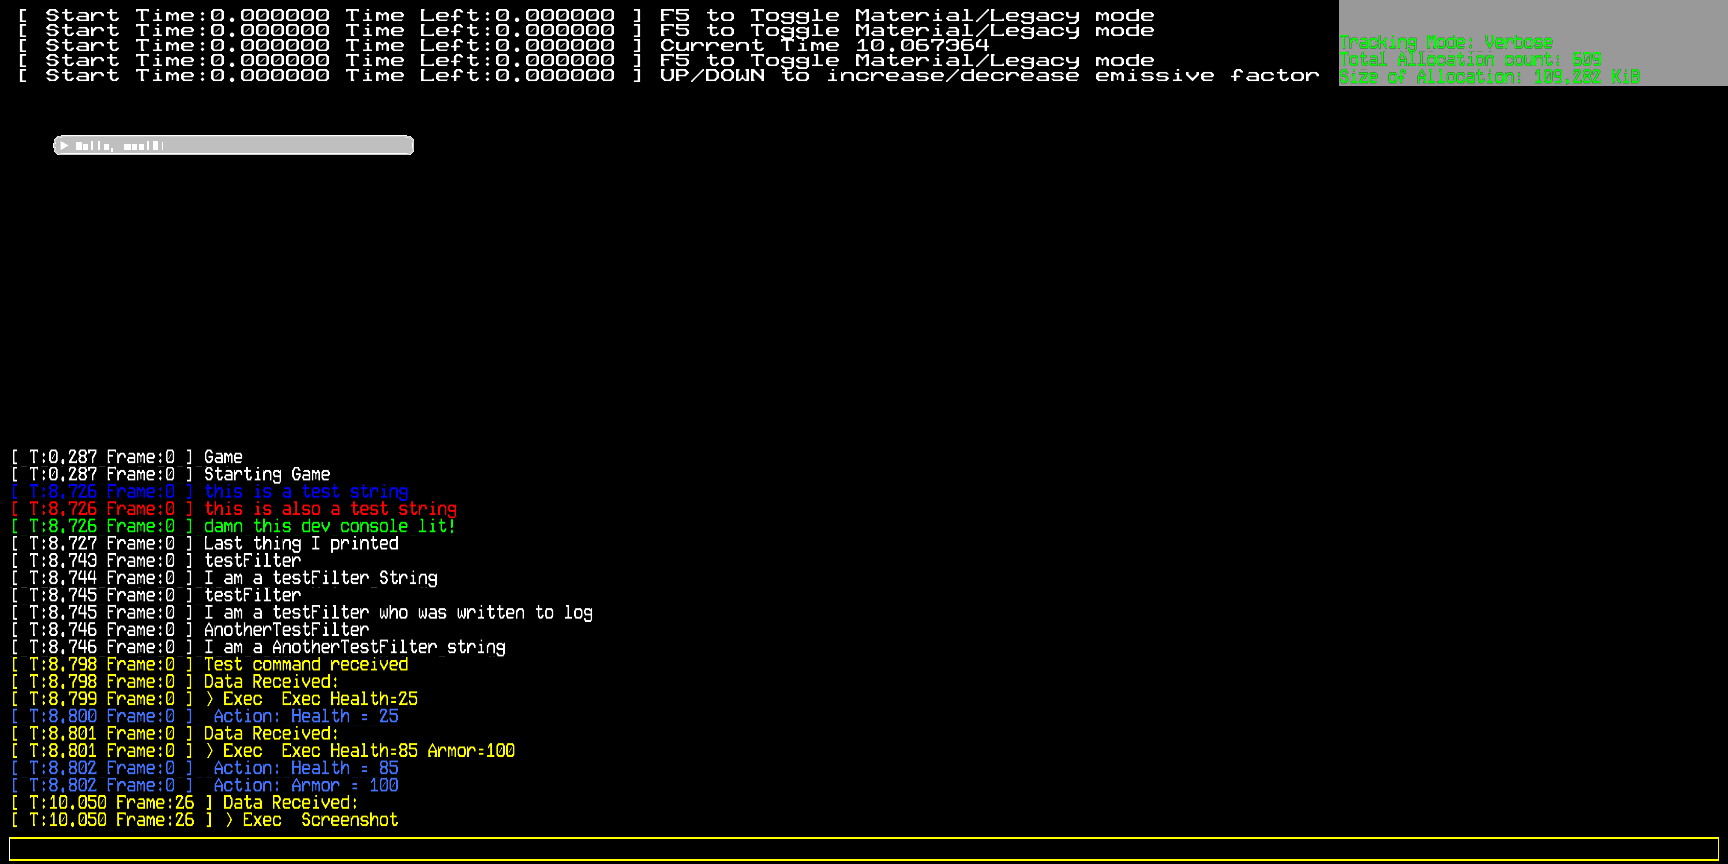 [ Start Time:0.000000 Time Left:0.000000 ] F5 to Toggle Material/Legacy mode
[ Start Time:0.000000 Time Left:0.000000 ] F5 to Toggle Material/Legacy mode
[ Start Time:0.000000 Time Left:0.000000 ] Current Time 10.067364
[ Start Time:0.000000 Time Left:0.000000 ] F5 to Toggle Material/Legacy mode
[ Start Time:0.000000 Time Left:0.000000 ] UP/DOWN to increase/decrease emissive factor
Tracking Mode: Verbose
Total Allocation count: 609
Size of Allocation: 109.282 KiB
[ T:0.287 Frame:0 ] Game
[ T:0.287 Frame:0 ] Starting Game
[ T:8.726 Frame:0 ] this is a test string
[ T:8.726 Frame:0 ] this is also a test string
[ T:8.726 Frame:0 ] damn this dev console lit!
[ T:8.727 Frame:0 ] Last thing I printed
[ T:8.743 Frame:0 ] testFilter
[ T:8.744 Frame:0 ] I am a testFilter String
[ T:8.745 Frame:0 ] testFilter
[ T:8.745 Frame:0 ] I am a testFilter who was written to log
[ T:8.746 Frame:0 ] AnotherTestFilter
[ T:8.746 Frame:0 ] I am a AnotherTestFilter string
[ T:8.798 Frame:0 ] Test command received
[ T:8.798 Frame:0 ] Data Received:
[ T:8.799 Frame:0 ] > Exec  Exec Health=25
[ T:8.800 Frame:0 ]  Action: Health = 25
[ T:8.801 Frame:0 ] Data Received:
[ T:8.801 Frame:0 ] > Exec  Exec Health=85 Armor=100
[ T:8.802 Frame:0 ]  Action: Health = 85
[ T:8.802 Frame:0 ]  Action: Armor = 100
[ T:10.050 Frame:26 ] Data Received:
[ T:10.050 Frame:26 ] > Exec  Screenshot